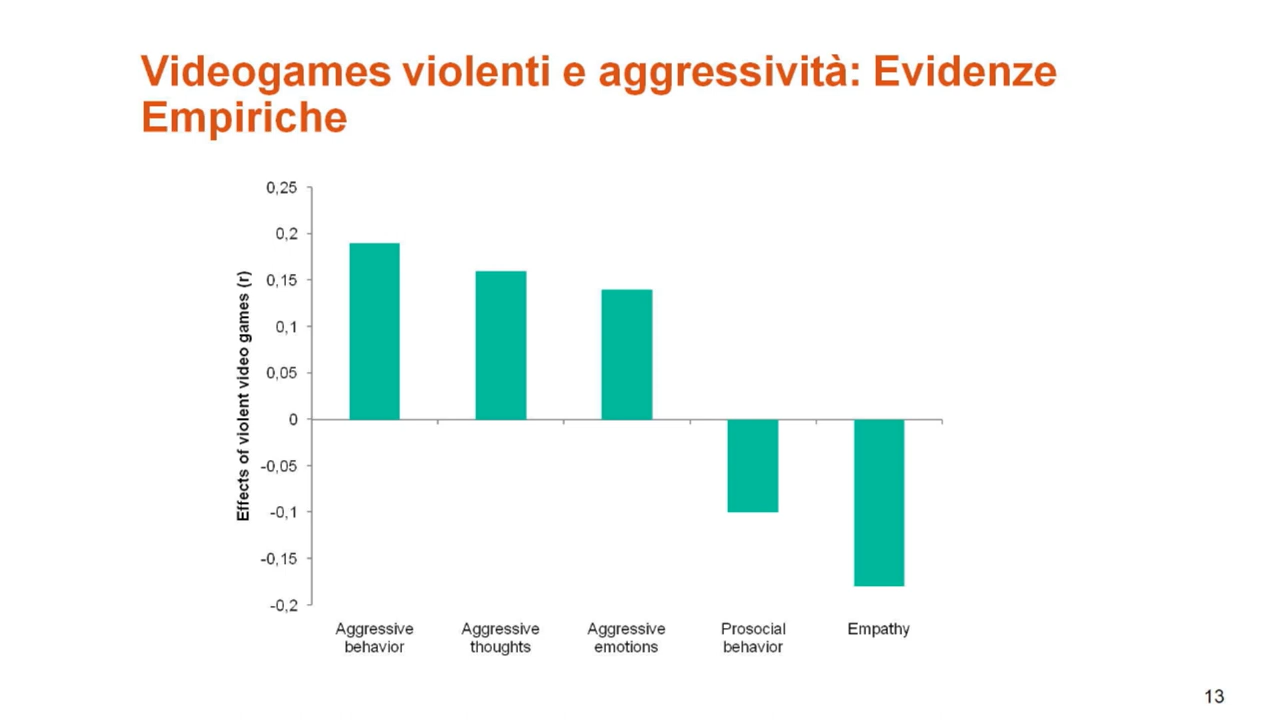 Videogames violenti e aggressività: Evidenze
Empiriche
Effects of violent video games (r)
0,25
0,2
0,15
0,1
0,05
0
-0,05
-0,1
-0,15
-0,2
Aggressive behavior
Aggressive thoughts
Aggressive emotions
Prosocial behavior
Empathy
13